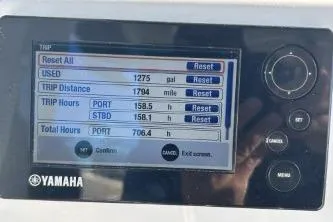 TRIP
Reset All Reset
USED 1275 gal Reset
TRIP Distance 1794 mile Reset
TRIP Hours PORT 158.5 h Reset
STBD 158.1 h Reset
Total Hours PORT 706.4 h
SET Confirm CANCEL Exit screen.
YAMAHA
SET
CANCEL
MENU